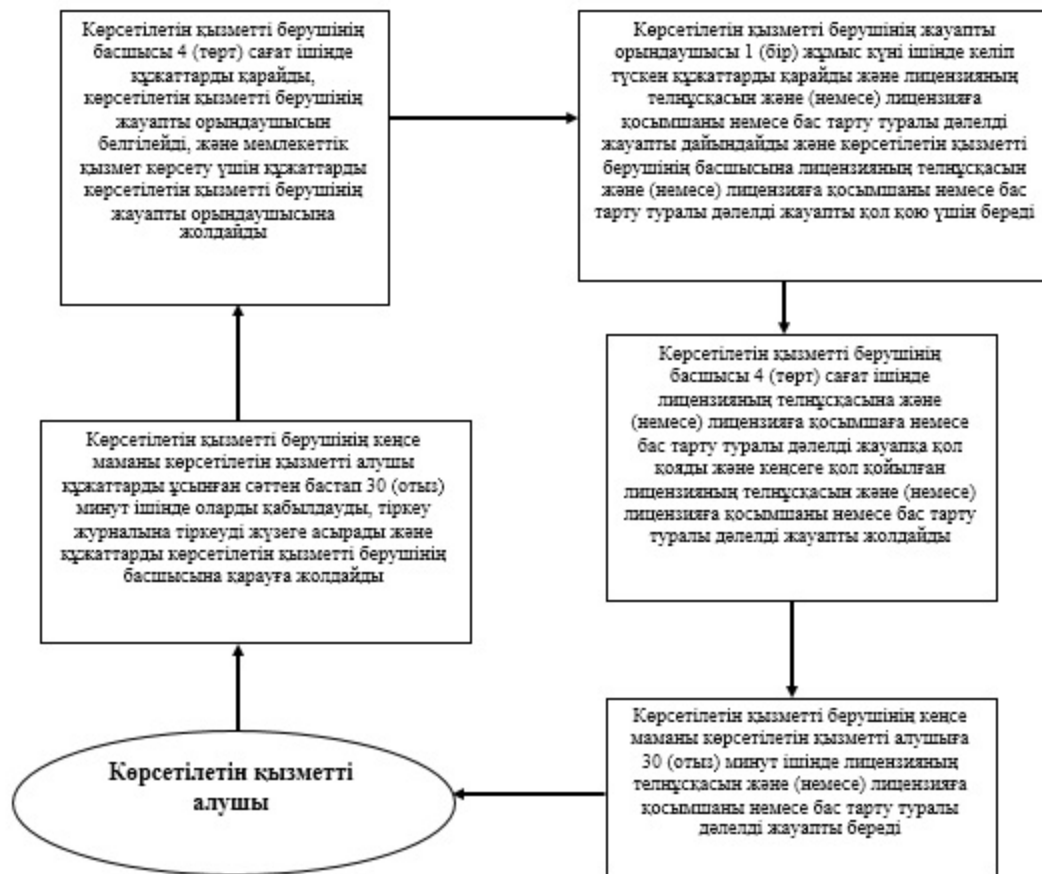 Көрсетілетін қызметті берушінің
басшысы 4 (төрт) сағат ішінде
құжаттарды қарайды,
көрсетілетін қызметті берушінің
жауапты орындаушысын
белгілейді, және мемлекеттік
қызмет көрсету үшін құжаттарды
көрсетілетін қызметті берушінің
жауапты орындаушысына
жолдайды
Көрсетілетін қызметті берушінің жауапты
орындаушысы 1 (бір) жұмыс күні ішінде келіп
түскен құжаттарды қарайды және лицензияның
телнұсқасын және (немесе) лицензияға
қосымшаны немесе бас тарту туралы дәлелді
жауапты дайындайды және көрсетілетін қызметті
берушінің басшысына лицензияның телнұсқасын
және (немесе) лицензияға қосымшаны немесе бас
тарту туралы дәлелді жауапты қол қою үшін береді
Көрсетілетін қызметті берушінің
басшысы 4 (төрт) сағат ішінде
лицензияның телнұсқасына және
(немесе) лицензияға қосымшаға немесе
бас тарту туралы дәлелді жауапқа қол
қояды және кеңсеге қол қойылған
лицензияның телнұсқасын және (немесе)
лицензияға қосымшаны немесе бас тарту
туралы дәлелді жауапты жолдайды
Көрсетілетін қызметті берушінің кеңсе
маманы көрсетілетін қызметті алушы
құжаттарды ұсынған сәттен бастап 30 (отыз)
минут ішінде оларды қабылдауды, тіркеу
журналына тіркеуді жүзеге асырады және
құжаттарды көрсетілетін қызметті берушінің
басшысына қарауға жолдайды
Көрсетілетін қызметті берушінің кеңсе
маманы көрсетілетін қызметті алушыға
30 (отыз) минут ішінде лицензияның
телнұсқасын және (немесе) лицензияға
қосымшаны немесе бас тарту туралы
дәлелді жауапты береді
Көрсетілетін қызметті
алушы